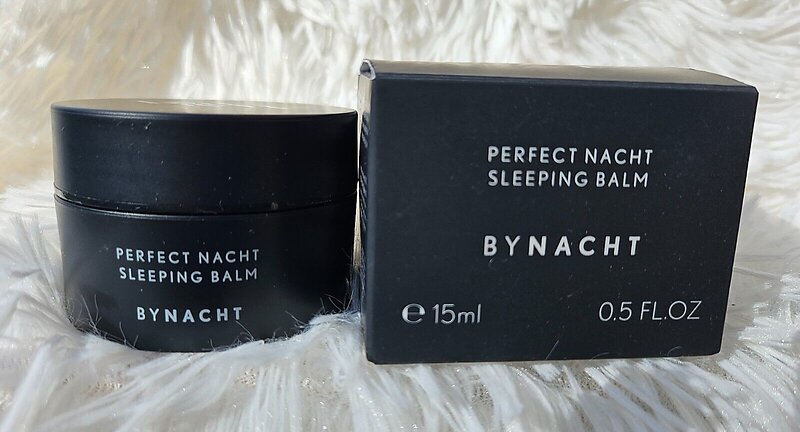 PERFECT NACHT
SLEEPING BALM
BYNACHT
PERFECT NACHT
SLEEPING BALM
BYNACHT
℮ 15ml 0.5 FL.OZ